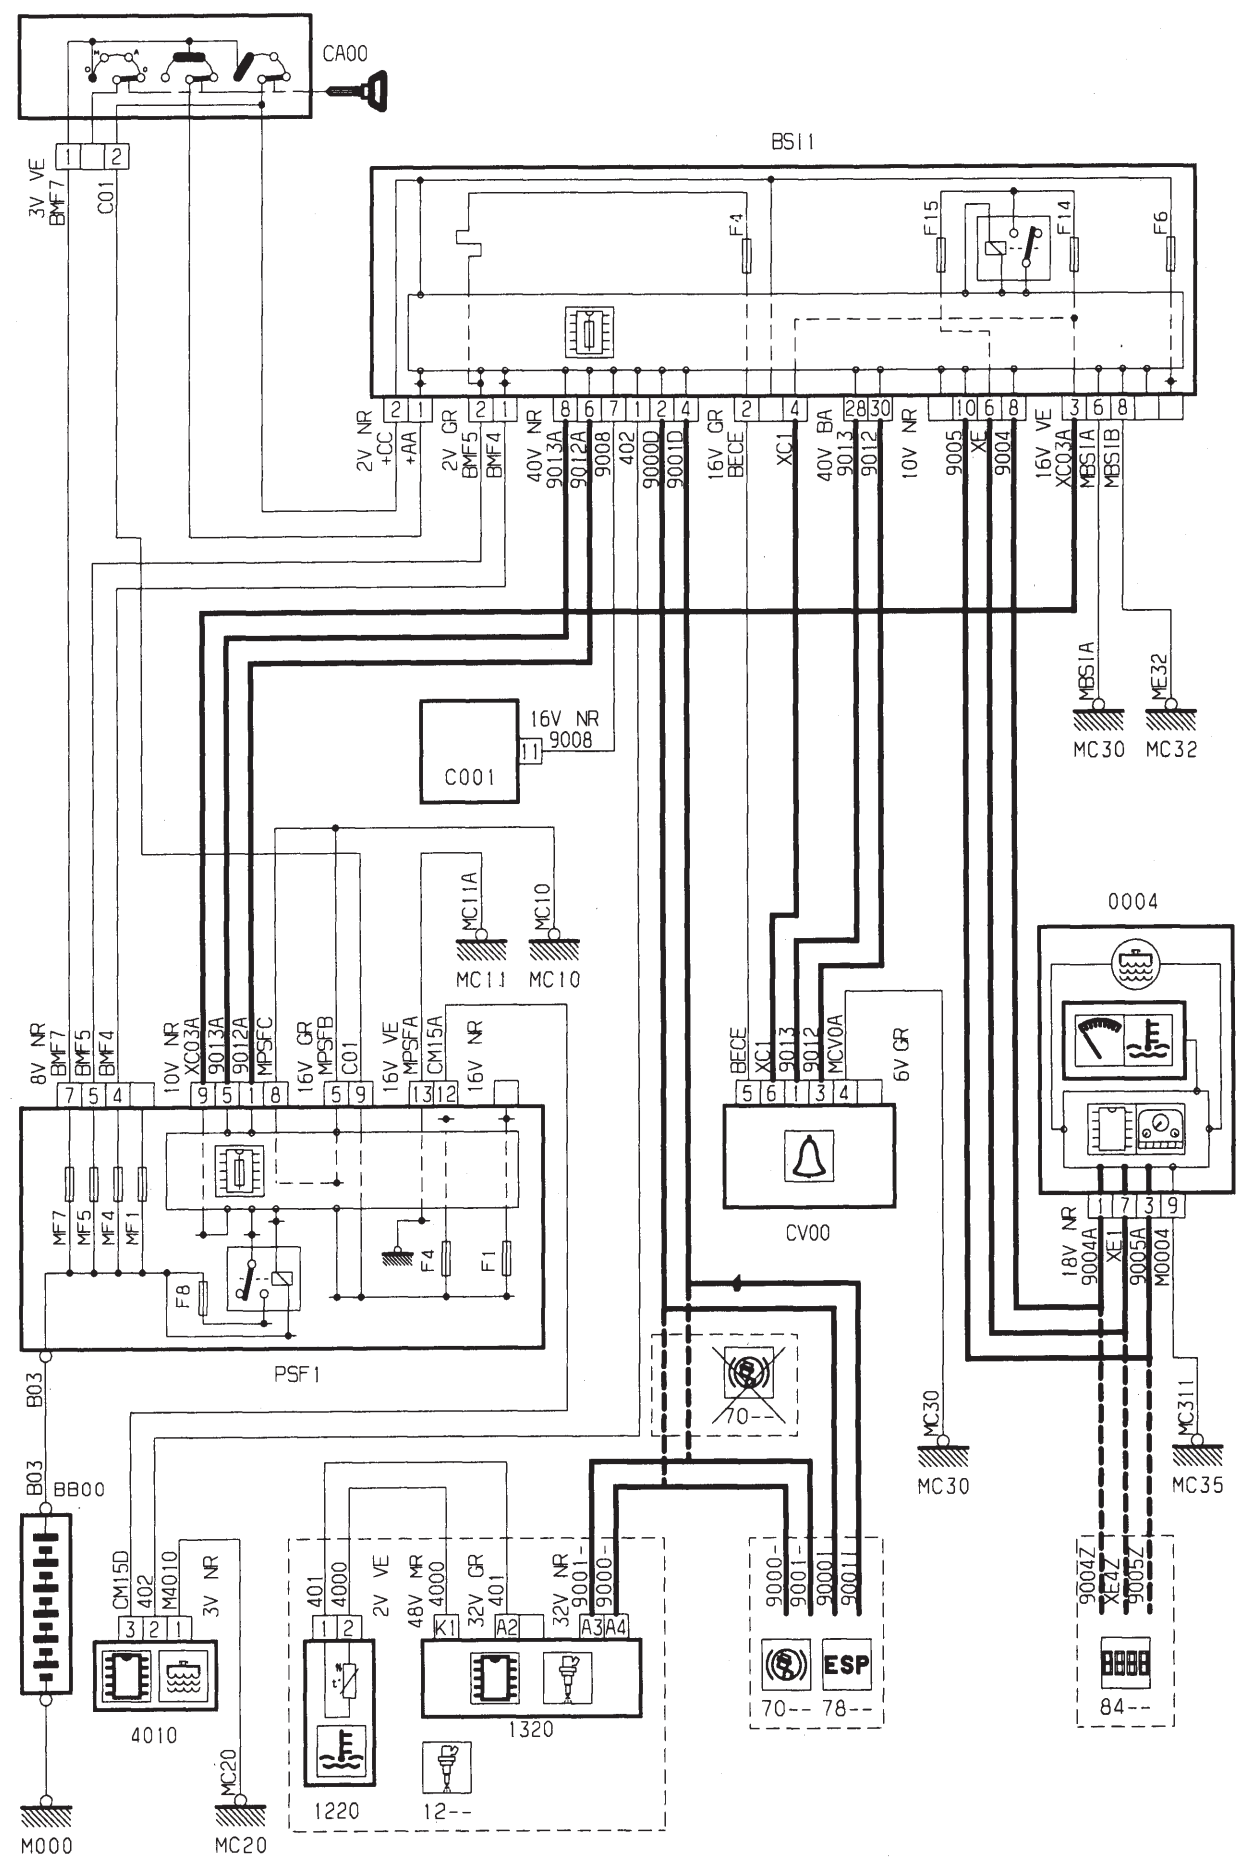 CA00
M A
O O
1 2
3V VE
BMF7
C01
BSI1
F4
F15
F14
F6
2 1 2 1 8 6 7 1 2 4 2 4 28 30 10 6 8 3 6 8
2V NR
+CC
+AA
2V GR
BMF5
BMF4
40V NR
9013A
9012A
9008
402
9000D
9001D
16V GR
BECE
XC1
40V BA
9013
9012
10V NR
9005
XE
9004
16V VE
XC03A
MBS1A
MBS1B
MBS1A
ME32
MC30
MC32
16V NR
9008
11
C001
MC11A
MC10
MC11
MC10
0004
8V NR
BMF7
BMF5
BMF4
10V NR
XC03A
9013A
9012A
MPSFC
16V GR
MPSFB
C01
16V VE
MPSFA
CM15A
16V NR
7 5 4 9 5 1 8 5 9 13 12
BECE
XC1
9013
9012
MCV0A
6V GR
5 6 1 3 4
MF7
MF5
MF4
MF1
F8
F4
F1
CV00
1 7 3 9
18V NR
9004A
XE1
9005A
M0004
PSF1
B03
B03
BB00
70--
MC30
MC30
MC311
MC35
CM15D
402
M4010
3V NR
3 2 1
4010
MC20
MC20
M000
401
4000
2V VE
1 2
t°
1220
48V MR
4000
32V GR
401
32V NR
9001-
9000-
K1 A2 A3 A4
1320
12--
9000-
9001-
9000I
9001I
ESP
70-- 78--
9004Z
XE4Z
9005Z
8888
84--